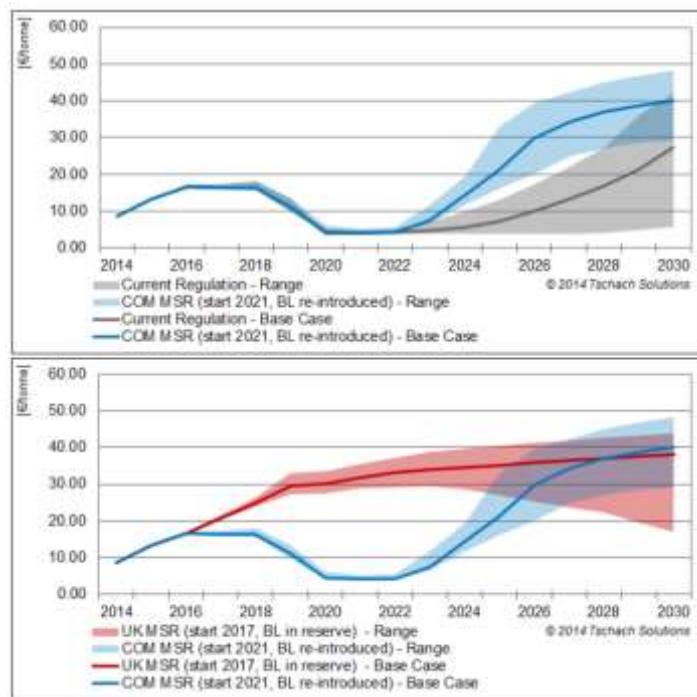 [€/tonne]
60.00
50.00
40.00
30.00
20.00
10.00
0.00
2014 2016 2018 2020 2022 2024 2026 2028 2030
Current Regulation - Range © 2014 Tschach Solutions
COM MSR (start 2021, BL re-introduced) - Range
Current Regulation - Base Case
COM MSR (start 2021, BL re-introduced) - Base Case
[€/tonne]
60.00
50.00
40.00
30.00
20.00
10.00
0.00
2014 2016 2018 2020 2022 2024 2026 2028 2030
UK MSR (start 2017, BL in reserve) - Range © 2014 Tschach Solutions
COM MSR (start 2021, BL re-introduced) - Range
UK MSR (start 2017, BL in reserve) - Base Case
COM MSR (start 2021, BL re-introduced) - Base Case